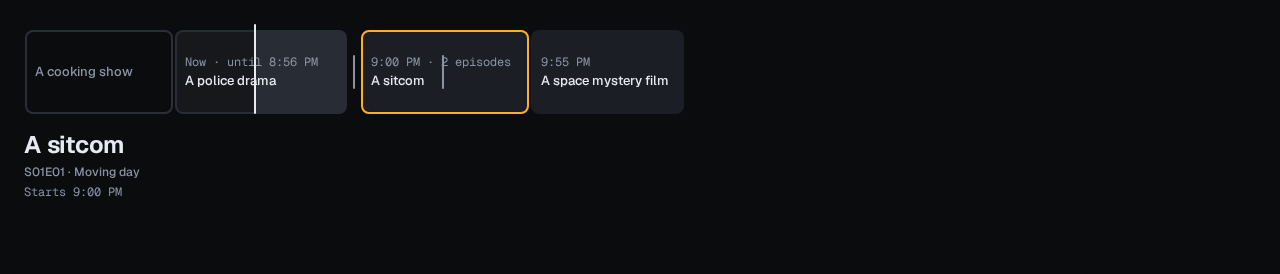 A cooking show
Now · until 8:56 PM
A police drama
9:00 PM · 2 episodes
A sitcom
9:55 PM
A space mystery film
A sitcom
S01E01 · Moving day
Starts 9:00 PM